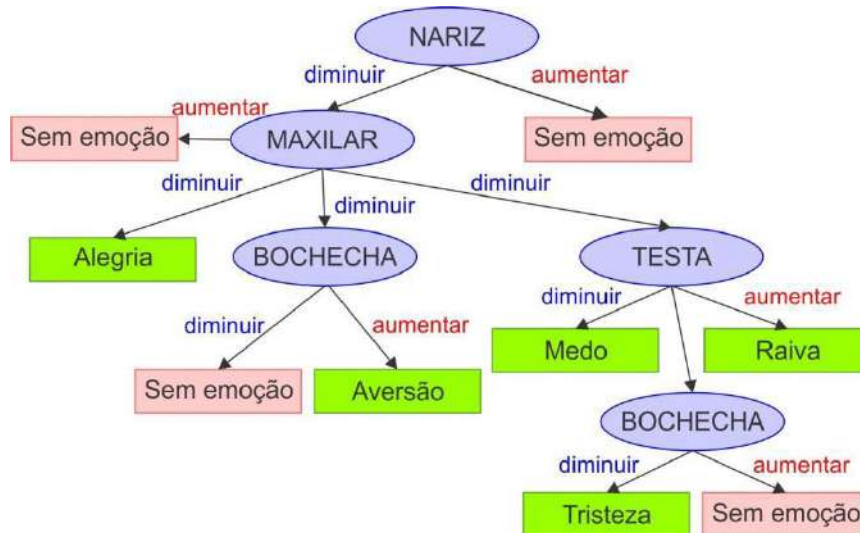 NARIZ
diminuir
aumentar
aumentar
Sem emoção
MAXILAR
Sem emoção
diminuir
diminuir
diminuir
Alegria
BOCHECHA
TESTA
diminuir
aumentar
diminuir
aumentar
Medo
Raiva
Sem emoção
Aversão
BOCHECHA
diminuir
aumentar
Tristeza
Sem emoção